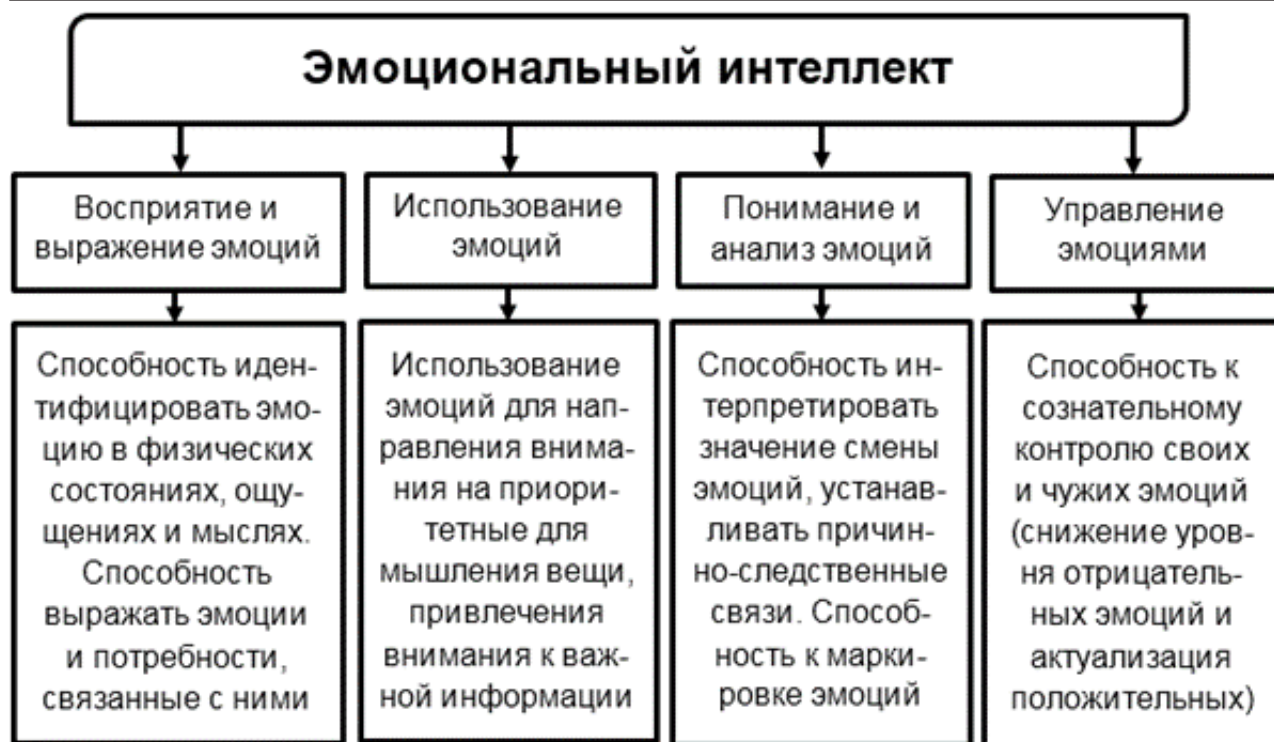 Эмоциональный интеллект
Восприятие и
выражение эмоций
Использование
эмоций
Понимание и
анализ эмоций
Управление
эмоциями
Способность иден-
тифицировать эмо-
цию в физических
состояниях, ощу-
щениях и мыслях.
Способность
выражать эмоции
и потребности,
связанные с ними
Использование
эмоций для нап-
равления внима-
ния на приори-
тетные для
мышления вещи,
привлечения
внимания к важ-
ной информации
Способность ин-
терпретировать
значение смены
эмоций, устанав-
ливать причин-
но-следственные
связи. Способ-
ность к марки-
ровке эмоций
Способность к
сознательному
контролю своих
и чужих эмоций
(снижение уров-
ня отрицатель-
ных эмоций и
актуализация
положительных)